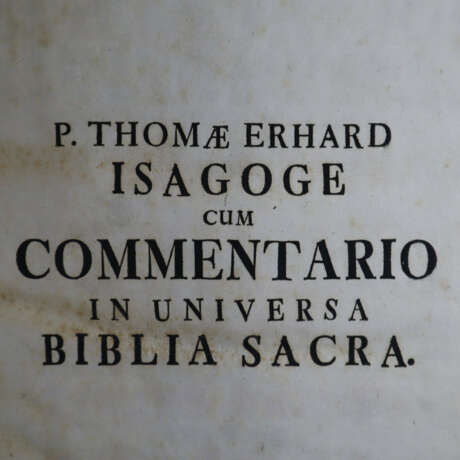 P. THOMÆ ERHARD
ISAGOGE
CUM
COMMENTARIO
IN UNIVERSA
BIBLIA SACRA.